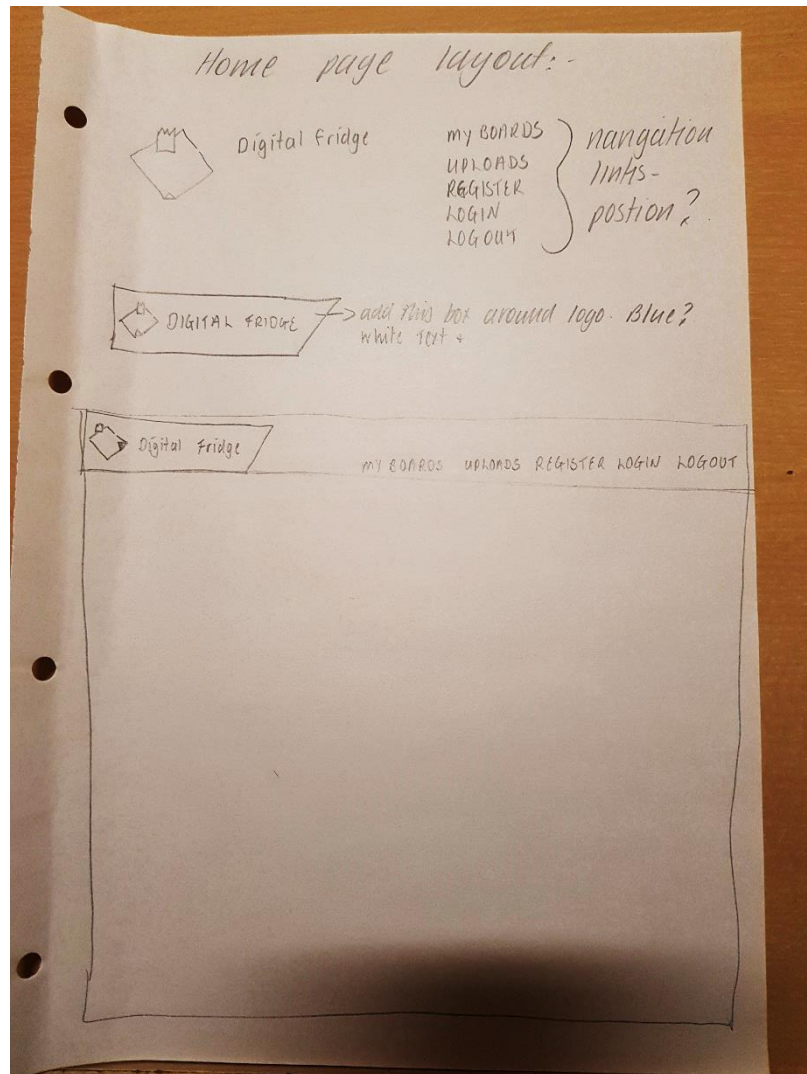 Home page layout:-
Digital Fridge
MY BOARDS
UPLOADS
REGISTER
LOGIN
LOGOUT
nangcation
links-
postion?
DIGITAL FRIDGE
add this box around logo. Blue?
white Text
Digital Fridge
MY BOARDS UPLOADS REGISTER LOGIN LOGOUT